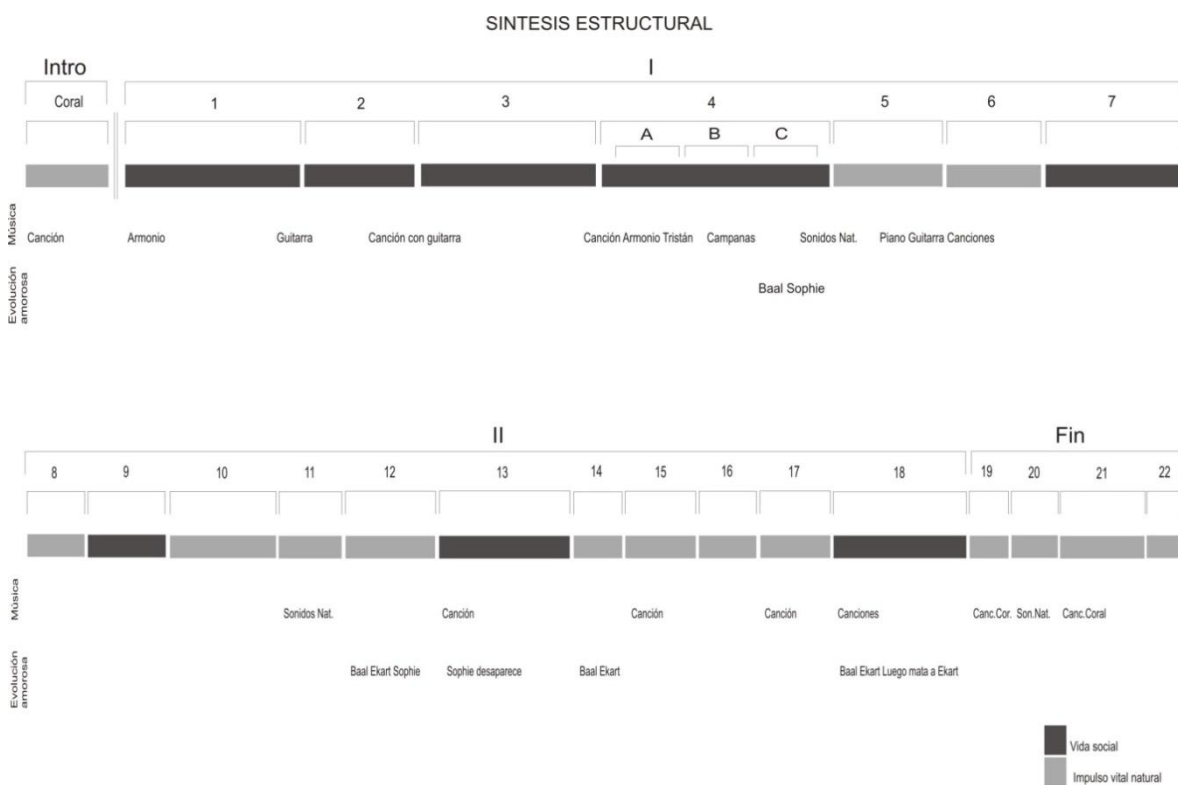 SINTESIS ESTRUCTURAL
Intro I
Coral 1 2 3 4 5 6 7
A B C
Música
Canción Armonio Guitarra Canción con guitarra Canción Armonio Tristán Campanas Sonidos Nat. Piano Guitarra Canciones
Evolución
amorosa
Baal Sophie
II Fin
8 9 10 11 12 13 14 15 16 17 18 19 20 21 22
Música
Sonidos Nat. Canción Canción Canción Canciones Canc.Cor. Son.Nat. Canc.Coral
Evolución
amorosa
Baal Ekart Sophie Sophie desaparece Baal Ekart Baal Ekart Luego mata a Ekart
Vida social
Impulso vital natural